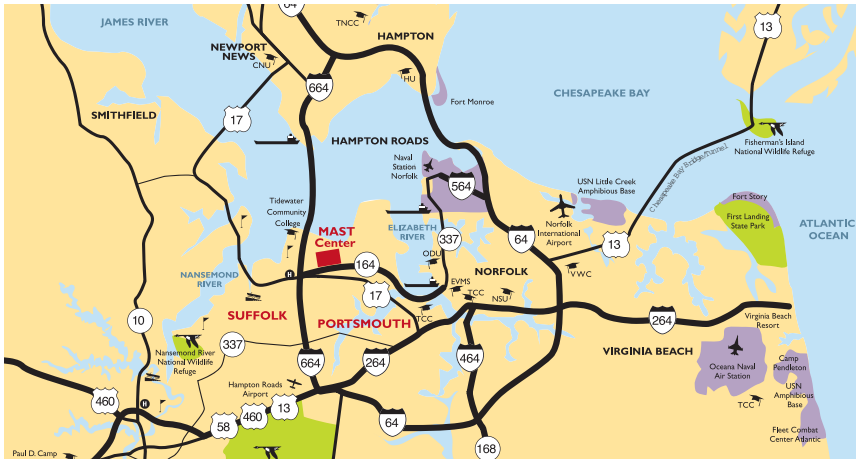 64
TNCC
13
JAMES RIVER
HAMPTON
NEWPORT
NEWS
CNU
HU
664
CHESAPEAKE BAY
Fort Monroe
SMITHFIELD
17
HAMPTON ROADS
Fisherman's Island
National Wildlife
Refuge
Chesapeake Bay Bridge/Tunnel
Naval
Station
Norfolk
564
USN Little Creek
Amphibious Base
Fort Story
First Landing
State Park
Tidewater
Community
College
MAST
Center
ELIZABETH
RIVER
337
64
Norfolk
International
Airport
13
ATLANTIC
OCEAN
ODU
164
NANSEMOND
RIVER
H
NORFOLK
VWC
EVMS
TCC
NSU
17
TCC
SUFFOLK
PORTSMOUTH
10
264
Virginia Beach
Resort
337
Nansemond River
National Wildlife
Refuge
664
264
464
VIRGINIA BEACH
Oceana Naval
Air Station
Camp
Pendleton
USN
Amphibious
Base
Hampton Roads
Airport
460
H
58
460
13
64
TCC
Fleet Combat
Center Atlantic
168
Paul D. Camp